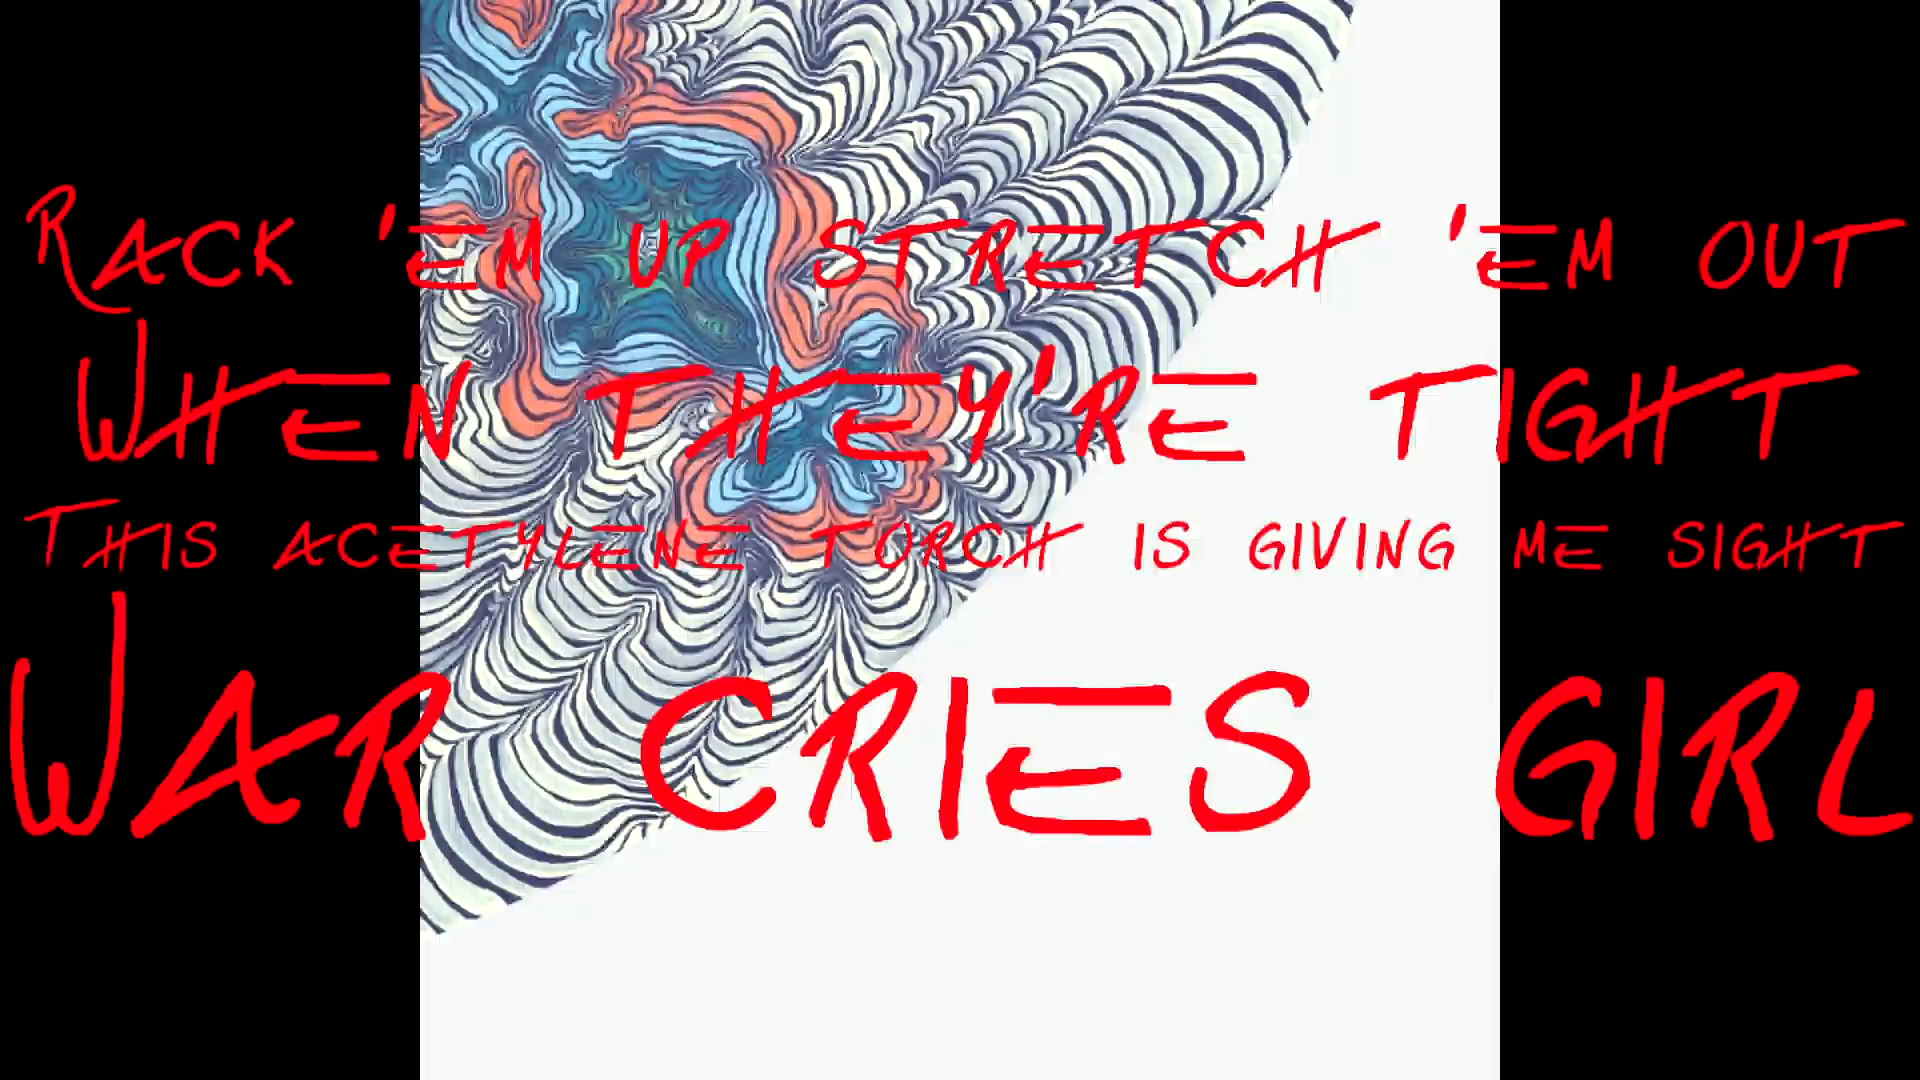 Rack 'em up stretch 'em out
When they're tight
This acetylene torch is giving me sight
War cries girl